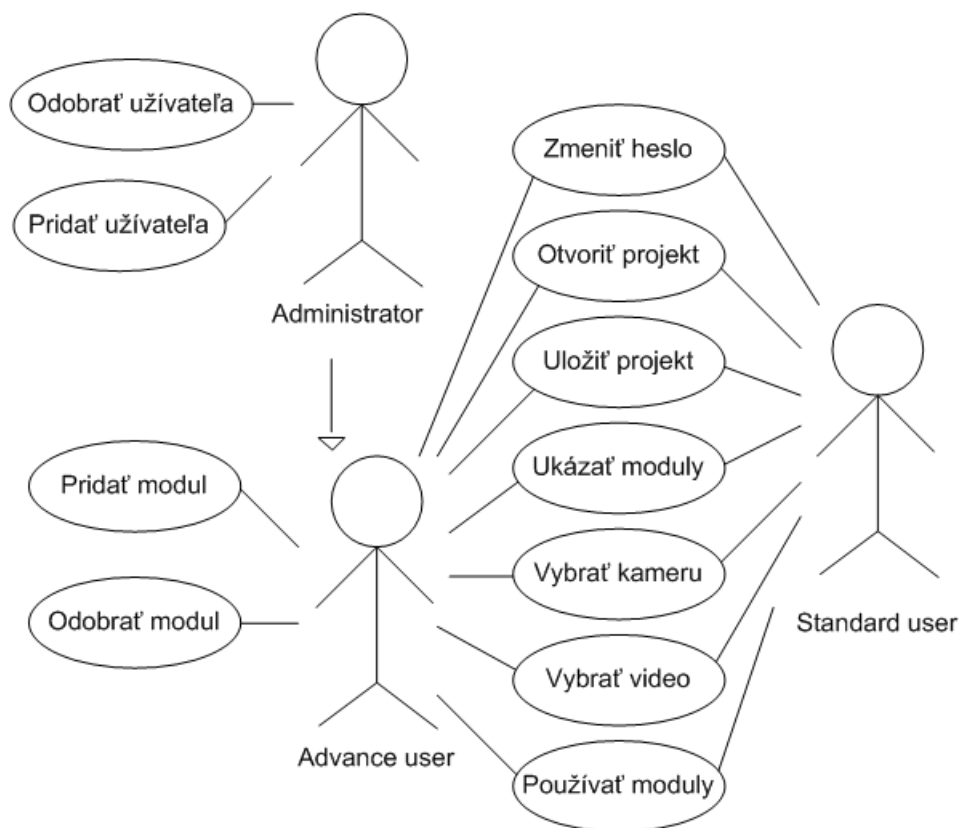 Odobrať užívateľa
Pridať užívateľa
Administrator
Zmeniť heslo
Otvoriť projekt
Uložiť projekt
Ukázať moduly
Vybrať kameru
Vybrať video
Používať moduly
Standard user
Pridať modul
Odobrať modul
Advance user